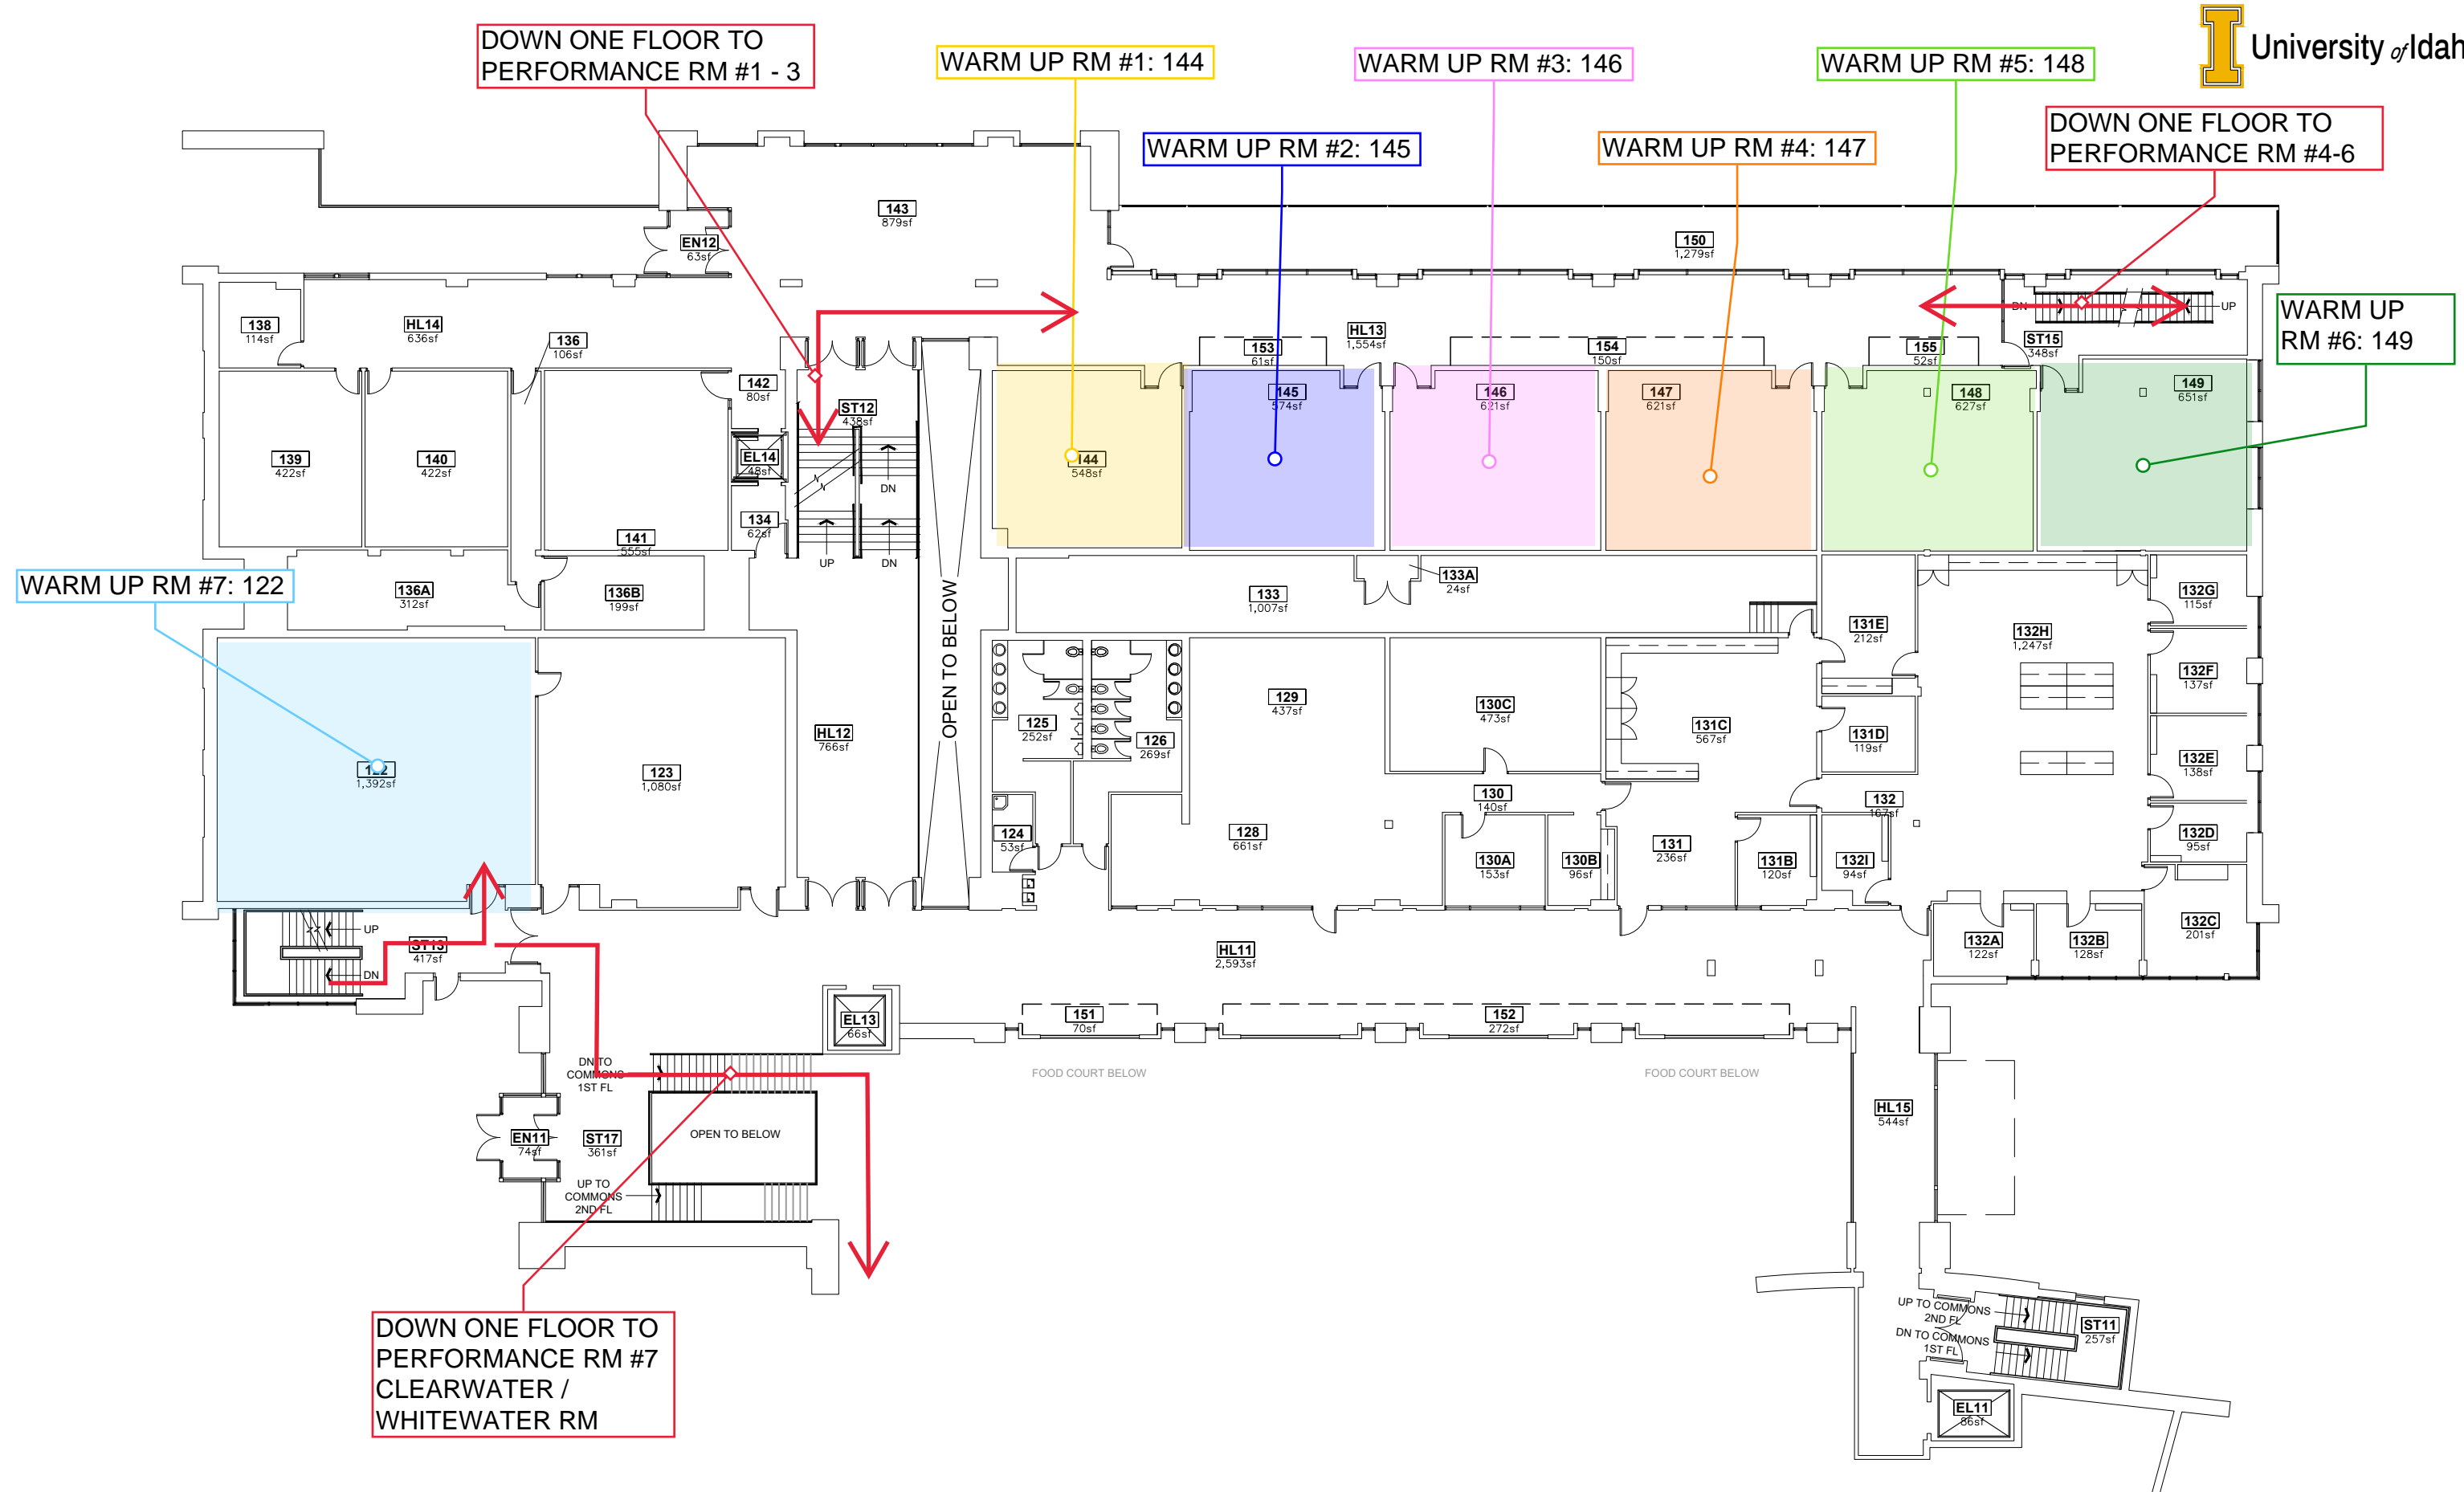 DOWN ONE FLOOR TO
PERFORMANCE RM #1 - 3
WARM UP RM #1: 144
WARM UP RM #3: 146
WARM UP RM #5: 148
University of Idah
DOWN ONE FLOOR TO
PERFORMANCE RM #4-6
WARM UP RM #2: 145
WARM UP RM #4: 147
143
879sf
EN12
63sf
150
1,279sf
138
114sf
HL14
636sf
136
106sf
HL13
1,554sf
DN
UP
ST15
348sf
WARM UP
RM #6: 149
153
61sf
154
150sf
155
52sf
142
80sf
ST12
438sf
145
574sf
146
621sf
147
621sf
148
627sf
149
651sf
139
422sf
140
422sf
EL14
48sf
144
548sf
DN
141
555sf
134
62sf
UP
DN
WARM UP RM #7: 122
136A
312sf
136B
199sf
OPEN TO BELOW
133
1,007sf
133A
24sf
131E
212sf
132H
1,247sf
132G
115sf
132F
137sf
129
437sf
130C
473sf
131C
567sf
131D
119sf
125
252sf
126
269sf
HL12
766sf
122
1,392sf
123
1,080sf
132E
138sf
130
140sf
132
167sf
124
53sf
128
661sf
130A
153sf
130B
96sf
131
236sf
131B
120sf
132I
94sf
132D
95sf
UP
ST13
417sf
DN
HL11
2,593sf
132A
122sf
132B
128sf
132C
201sf
EL13
66sf
151
70sf
152
272sf
DN TO
COMMONS
1ST FL
FOOD COURT BELOW
FOOD COURT BELOW
HL15
544sf
EN11
74sf
ST17
361sf
OPEN TO BELOW
UP TO
COMMONS
2ND FL
UP TO COMMONS
2ND FL
DN TO COMMONS
1ST FL
ST11
257sf
DOWN ONE FLOOR TO
PERFORMANCE RM #7
CLEARWATER /
WHITEWATER RM
EL11
86sf